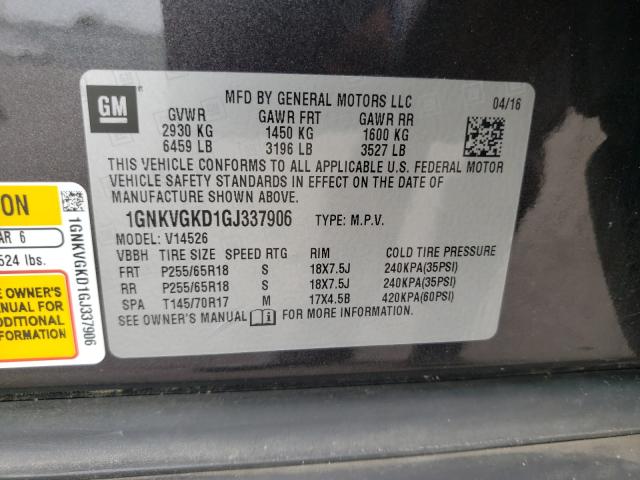 GM
MFD BY GENERAL MOTORS LLC 04/16
GVWR GAWR FRT GAWR RR
2930 KG 1450 KG 1600 KG
6459 LB 3196 LB 3527 LB
THIS VEHICLE CONFORMS TO ALL APPLICABLE U.S. FEDERAL MOTOR
VEHICLE SAFETY STANDARDS IN EFFECT ON THE DATE OF
MANUFACTURE SHOWN ABOVE.
1GNKVGKD1GJ337906 TYPE: M.P.V.
MODEL: V14526
VBBH TIRE SIZE SPEED RTG RIM COLD TIRE PRESSURE
FRT P255/65R18 S 18X7.5J 240KPA(35PSI)
RR P255/65R18 S 18X7.5J 240KPA(35PSI)
SPA T145/70R17 M 17X4.5B 420KPA(60PSI)
SEE OWNER'S MANUAL FOR MORE INFORMATION.
ION
AR 6
524 lbs.
E OWNER'S
ANUAL FOR
DDITIONAL
FORMATION
1GNKVGKD1GJ337906